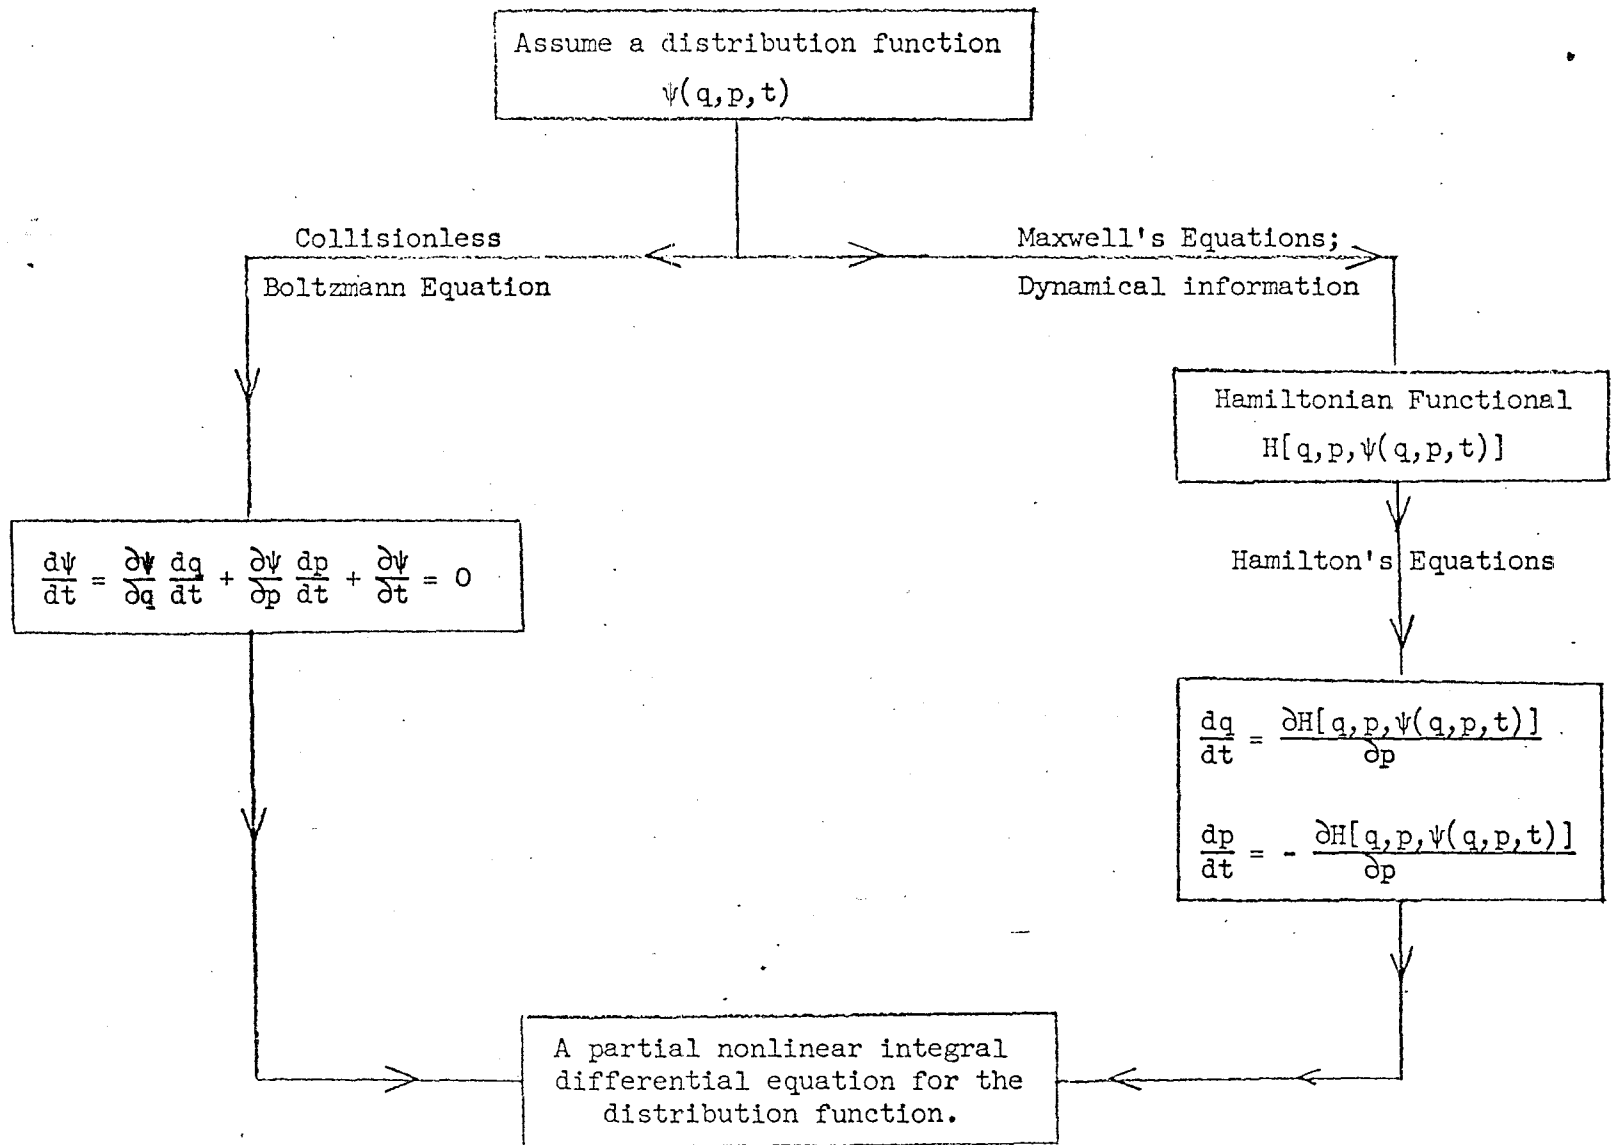 Assume a distribution function
ψ(q,p,t)
Collisionless
Boltzmann Equation
Maxwell's Equations;
Dynamical information
Hamiltonian Functional
H[q,p,ψ(q,p,t)]
dψ/dt = ∂ψ/∂q dq/dt + ∂ψ/∂p dp/dt + ∂ψ/∂t = 0
Hamilton's Equations
dq/dt = ∂H[q,p,ψ(q,p,t)]/∂p
dp/dt = - ∂H[q,p,ψ(q,p,t)]/∂p
A partial nonlinear integral
differential equation for the
distribution function.